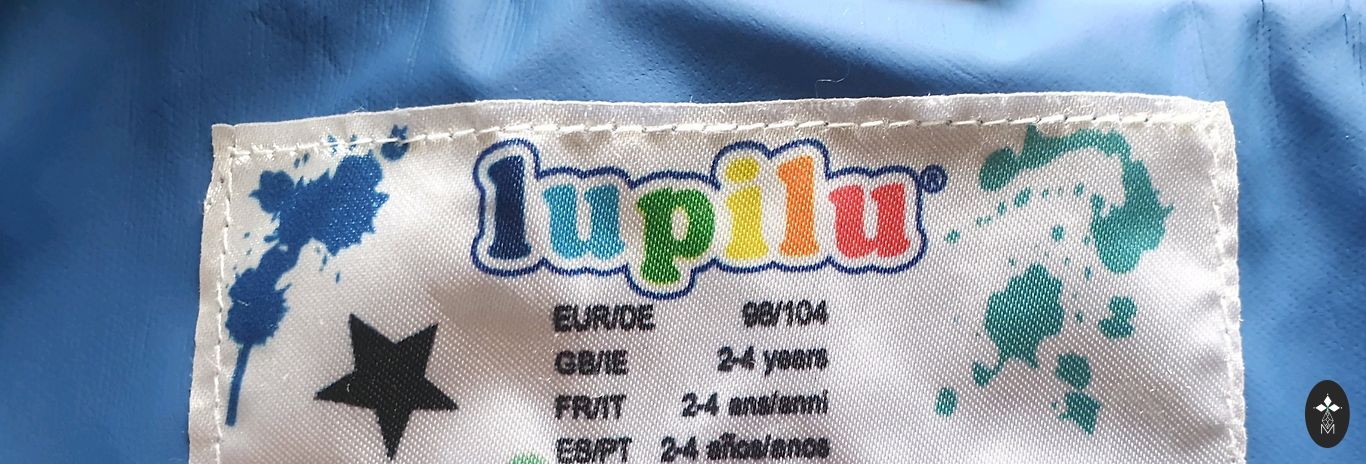 lupilu®
EUR/DE 98/104
GB/IE 2-4 years
FR/IT 2-4 ans/anni
ES/PT 2-4 años/anos
M